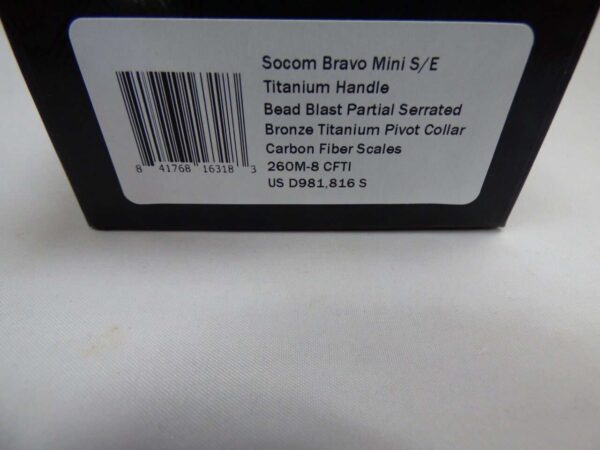 Socom Bravo Mini S/E
Titanium Handle
Bead Blast Partial Serrated
Bronze Titanium Pivot Collar
Carbon Fiber Scales
260M-8 CFTI
US D981,816 S
8 41768 16318 3